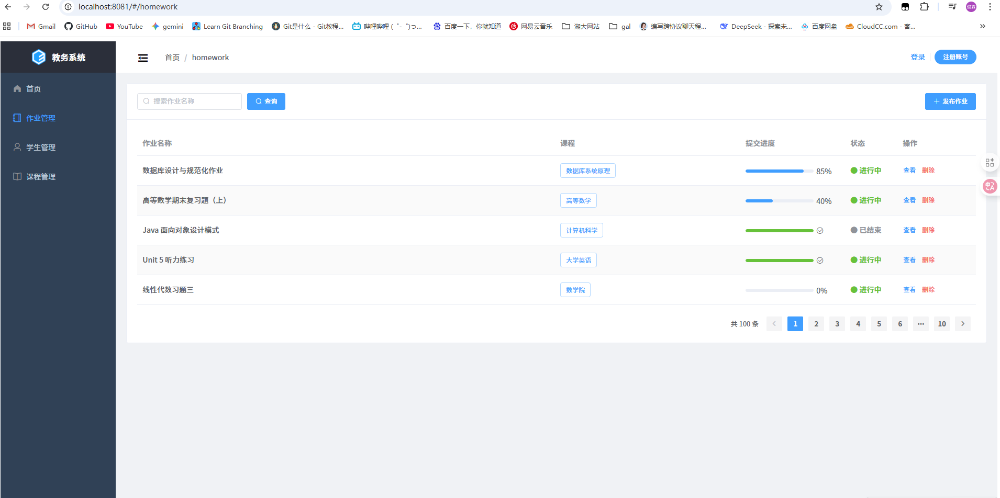 localhost:8081/#/homework
俊霖
Gmail
GitHub
YouTube
gemini
Learn Git Branching
Git是什么 - Git教程...
哔哩哔哩 (゜-゜)つ...
百度一下，你就知道
网易云音乐
湖大网站
gal
编写跨协议聊天程...
DeepSeek - 探索未...
百度网盘
CloudCC.com - 客...
教务系统
首页 / homework
登录
注册账号
首页
作业管理
学生管理
课程管理
搜索作业名称
查询
发布作业
作业名称 课程 提交进度 状态 操作
数据库设计与规范化作业 数据库系统原理 85% 进行中 查看 删除
高等数学期末复习题（上） 高等数学 40% 进行中 查看 删除
Java 面向对象设计模式 计算机科学 已结束 查看 删除
Unit 5 听力练习 大学英语 进行中 查看 删除
线性代数习题三 数学院 0% 进行中 查看 删除
共 100 条 1 2 3 4 5 6 ... 10
中A